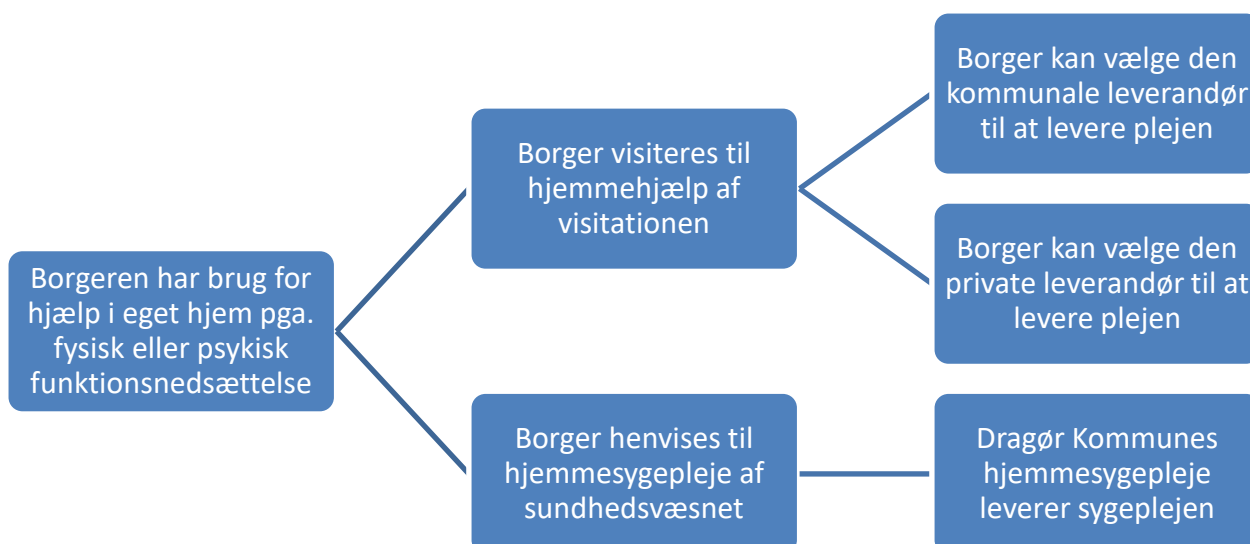 Borgeren har brug for
hjælp i eget hjem pga.
fysisk eller psykisk
funktionsnedsættelse
Borger visiteres til
hjemmehjælp af
visitationen
Borger kan vælge den
kommunale leverandør
til at levere plejen
Borger kan vælge den
private leverandør til at
levere plejen
Borger henvises til
hjemmesygepleje af
sundhedsvæsnet
Dragør Kommunes
hjemmesygepleje
leverer sygeplejen